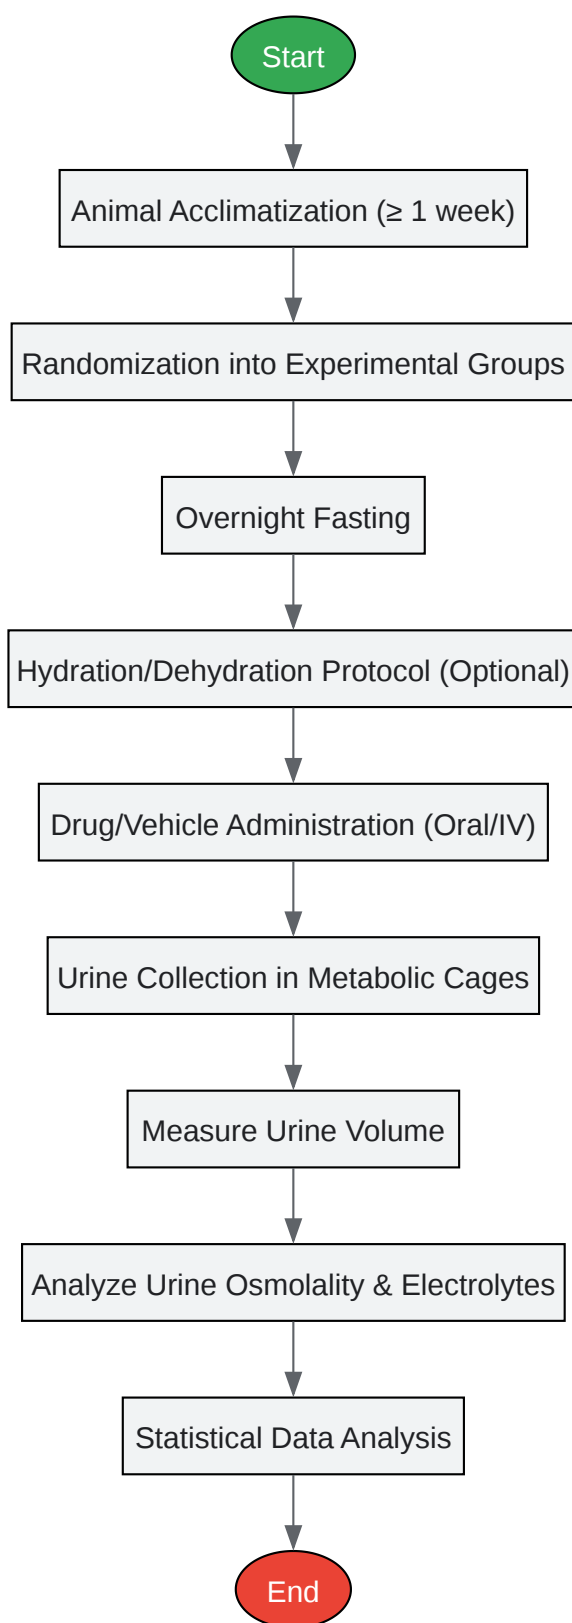 Start
Animal Acclimatization (≥ 1 week)
Randomization into Experimental Groups
Overnight Fasting
Hydration/Dehydration Protocol (Optional)
Drug/Vehicle Administration (Oral/IV)
Urine Collection in Metabolic Cages
Measure Urine Volume
Analyze Urine Osmolality & Electrolytes
Statistical Data Analysis
End